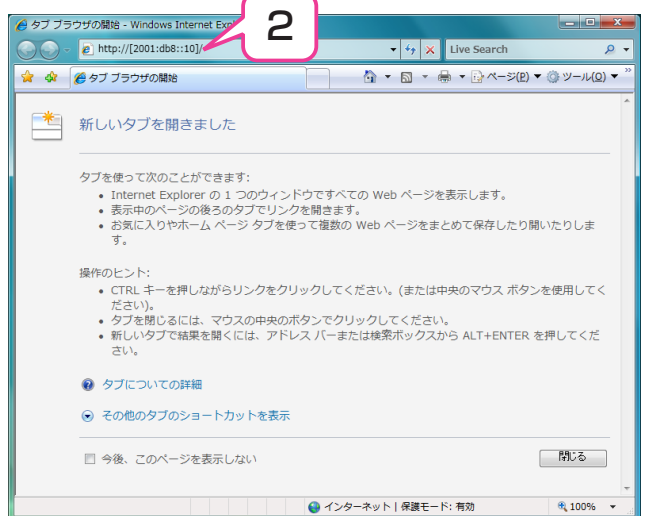 タブ ブラウザの開始 - Windows Internet Exp
2
http://[2001:db8::10]/
Live Search
タブ ブラウザの開始
ページ(P)
ツール(O)
新しいタブを開きました
タブを使って次のことができます:
• Internet Explorer の 1 つのウィンドウですべての Web ページを表示します。
• 表示中のページの後ろのタブでリンクを開きます。
• お気に入りやホーム ページ タブを使って複数の Web ページをまとめて保存したり開いたりしま
す。
操作のヒント:
• CTRL キーを押しながらリンクをクリックしてください。(または中央のマウス ボタンを使用してく
ださい)。
• タブを閉じるには、マウスの中央のボタンでクリックしてください。
• 新しいタブで結果を開くには、アドレス バーまたは検索ボックスから ALT+ENTER を押してくだ
さい。
タブについての詳細
その他のタブのショートカットを表示
今後、このページを表示しない
閉じる
インターネット | 保護モード: 有効
100%